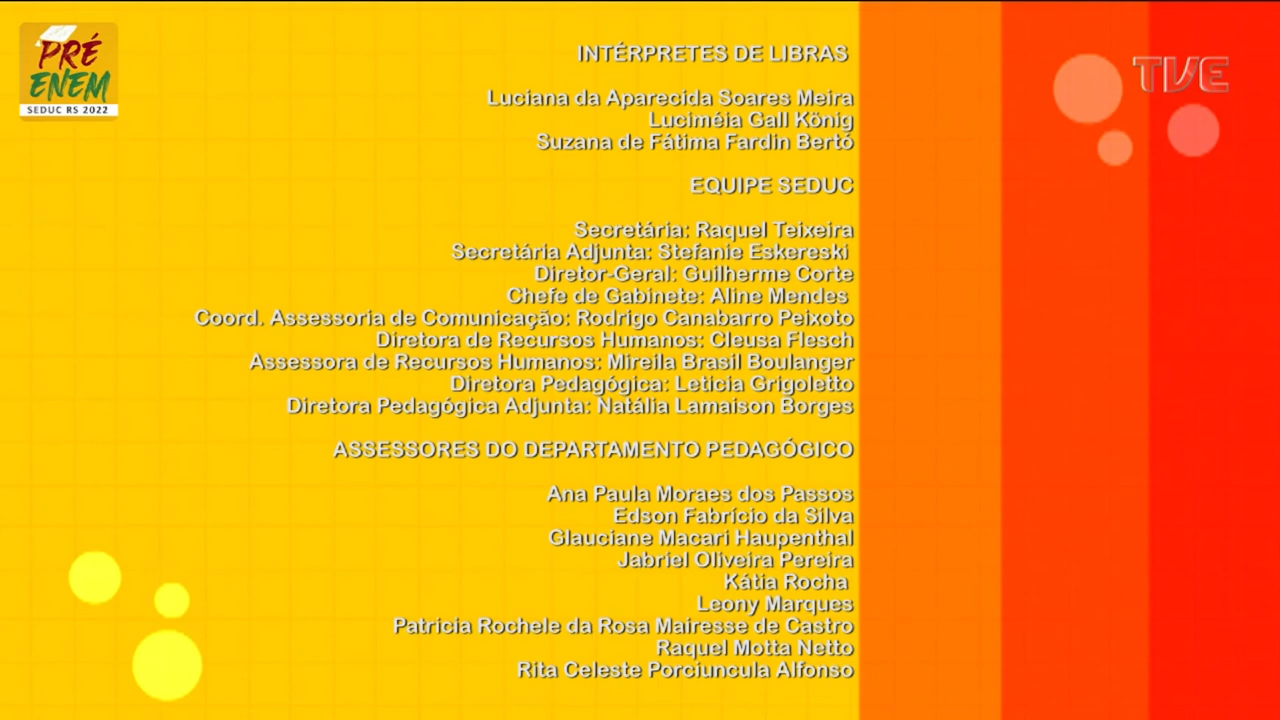 PRÉ
ENEM
SEDUC RS 2022
TVE
INTÉRPRETES DE LIBRAS
Luciana da Aparecida Soares Meira
Luciméia Gall König
Suzana de Fátima Fardin Bertó
EQUIPE SEDUC
Secretária: Raquel Teixeira
Secretária Adjunta: Stefanie Eskereski
Diretor-Geral: Guilherme Corte
Chefe de Gabinete: Aline Mendes
Coord. Assessoria de Comunicação: Rodrigo Canabarro Peixoto
Diretora de Recursos Humanos: Cleusa Flesch
Assessora de Recursos Humanos: Mireila Brasil Boulanger
Diretora Pedagógica: Leticia Grigoletto
Diretora Pedagógica Adjunta: Natália Lamaison Borges
ASSESSORES DO DEPARTAMENTO PEDAGÓGICO
Ana Paula Moraes dos Passos
Edson Fabrício da Silva
Glauciane Macari Haupenthal
Jabriel Oliveira Pereira
Kátia Rocha
Leony Marques
Patricia Rochele da Rosa Mairesse de Castro
Raquel Motta Netto
Rita Celeste Porciuncula Alfonso